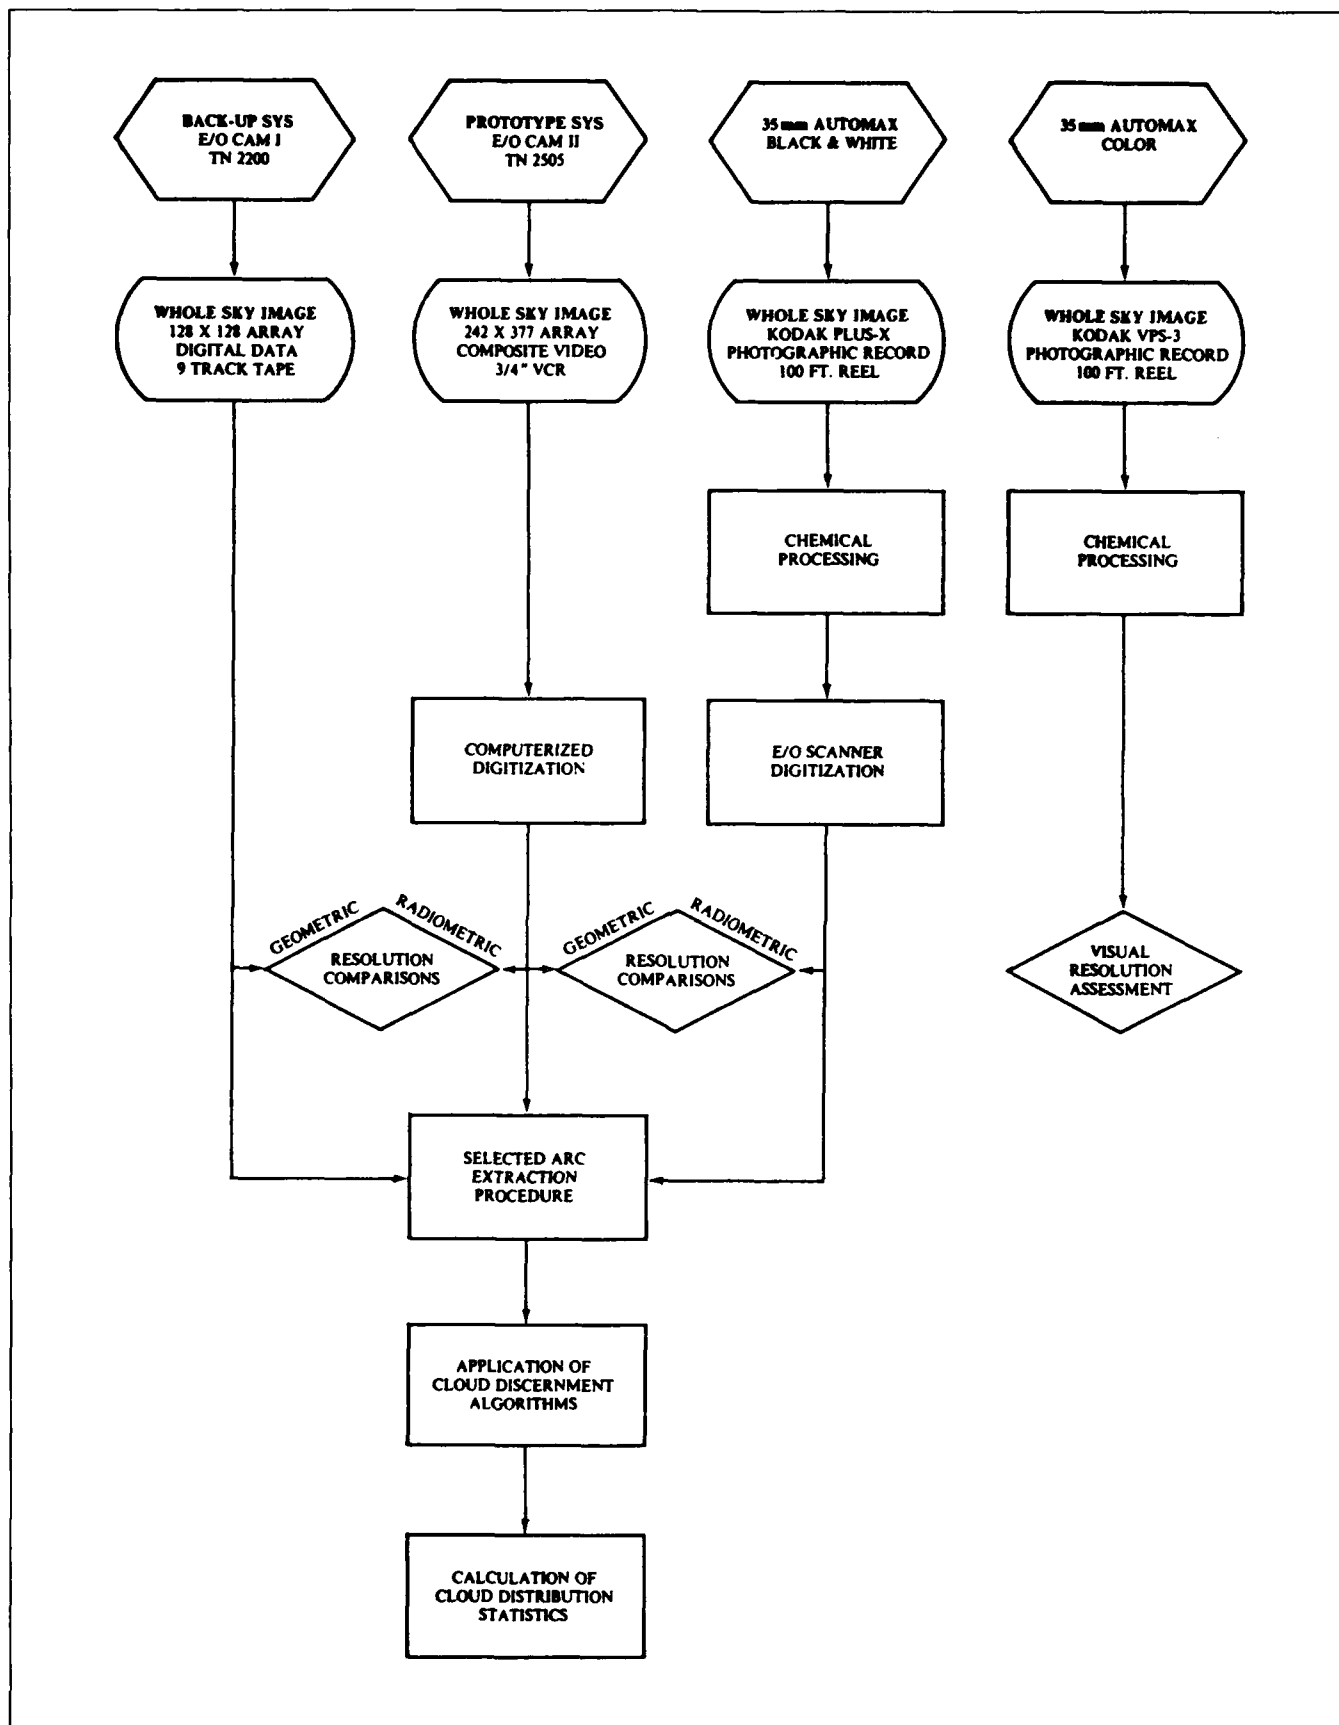 BACK-UP SYS
E/O CAM I
TN 2200
PROTOTYPE SYS
E/O CAM II
TN 2505
35 mm AUTOMAX
BLACK & WHITE
35 mm AUTOMAX
COLOR
WHOLE SKY IMAGE
128 X 128 ARRAY
DIGITAL DATA
9 TRACK TAPE
WHOLE SKY IMAGE
242 X 377 ARRAY
COMPOSITE VIDEO
3/4" VCR
WHOLE SKY IMAGE
KODAK PLUS-X
PHOTOGRAPHIC RECORD
100 FT. REEL
WHOLE SKY IMAGE
KODAK VPS-3
PHOTOGRAPHIC RECORD
100 FT. REEL
CHEMICAL
PROCESSING
CHEMICAL
PROCESSING
COMPUTERIZED
DIGITIZATION
E/O SCANNER
DIGITIZATION
GEOMETRIC
RADIOMETRIC
RESOLUTION
COMPARISONS
GEOMETRIC
RADIOMETRIC
RESOLUTION
COMPARISONS
VISUAL
RESOLUTION
ASSESSMENT
SELECTED ARC
EXTRACTION
PROCEDURE
APPLICATION OF
CLOUD DISCERNMENT
ALGORITHMS
CALCULATION OF
CLOUD DISTRIBUTION
STATISTICS